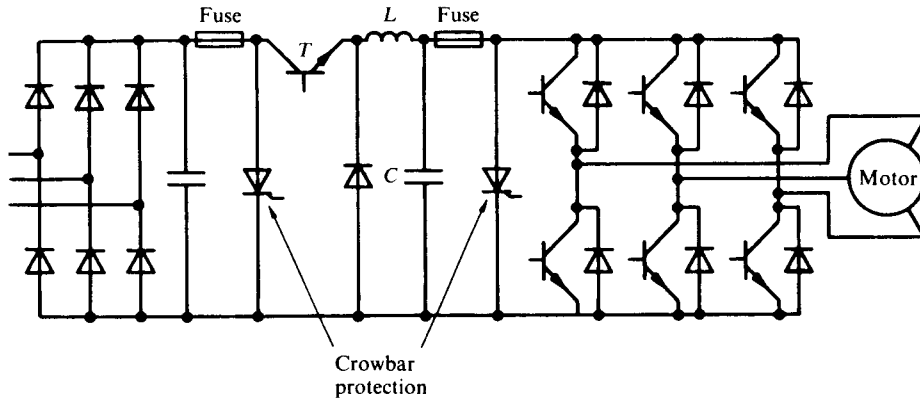 Fuse
L
Fuse
T
C
Motor
Crowbar
protection